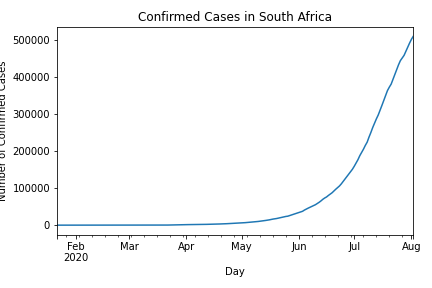 Confirmed Cases in South Africa
Number of Confirmed Cases
500000
400000
300000
200000
100000
0
Feb Mar Apr May Jun Jul Aug
2020
Day